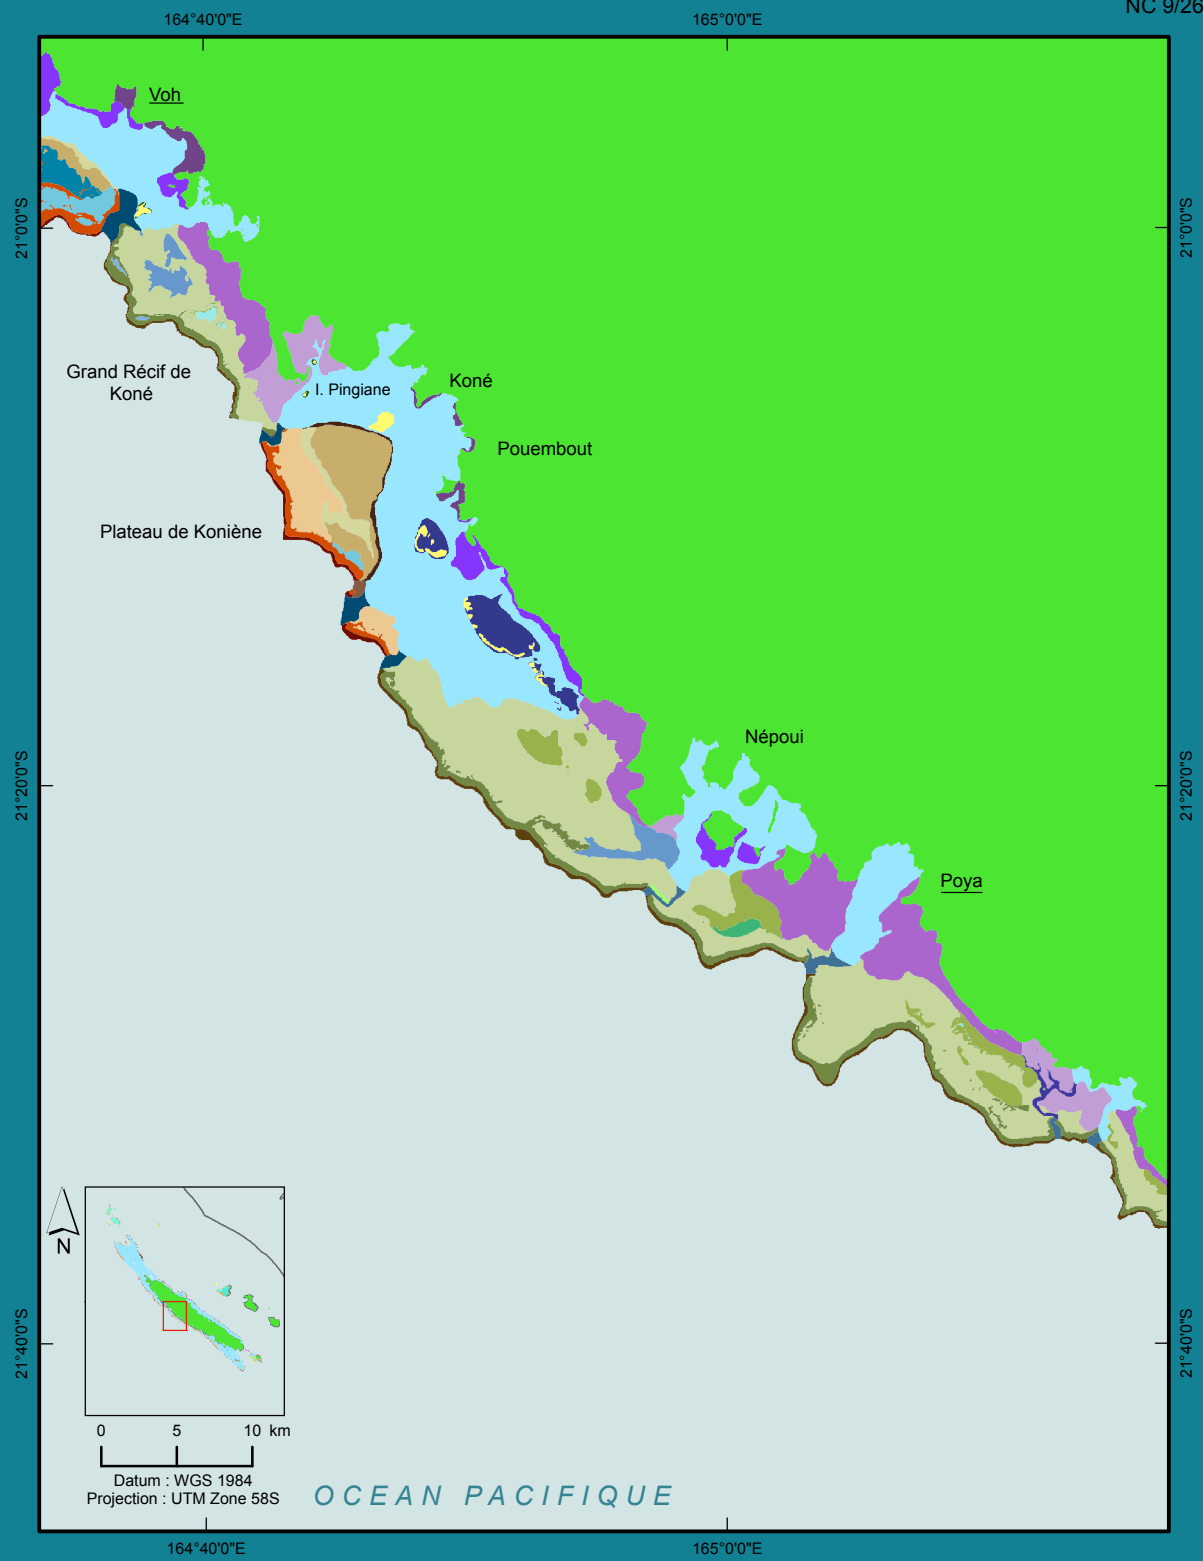 NC 9/26
164°40'0"E 165°0'0"E
Voh
21°0'0"S 21°0'0"S
Grand Récif de
Koné
I. Pingiane
Koné
Pouembout
Plateau de Koniène
Népoui
21°20'0"S 21°20'0"S
Poya
N
21°40'0"S 21°40'0"S
0 5 10 km
Datum : WGS 1984
Projection : UTM Zone 58S
OCEAN PACIFIQUE
164°40'0"E 165°0'0"E